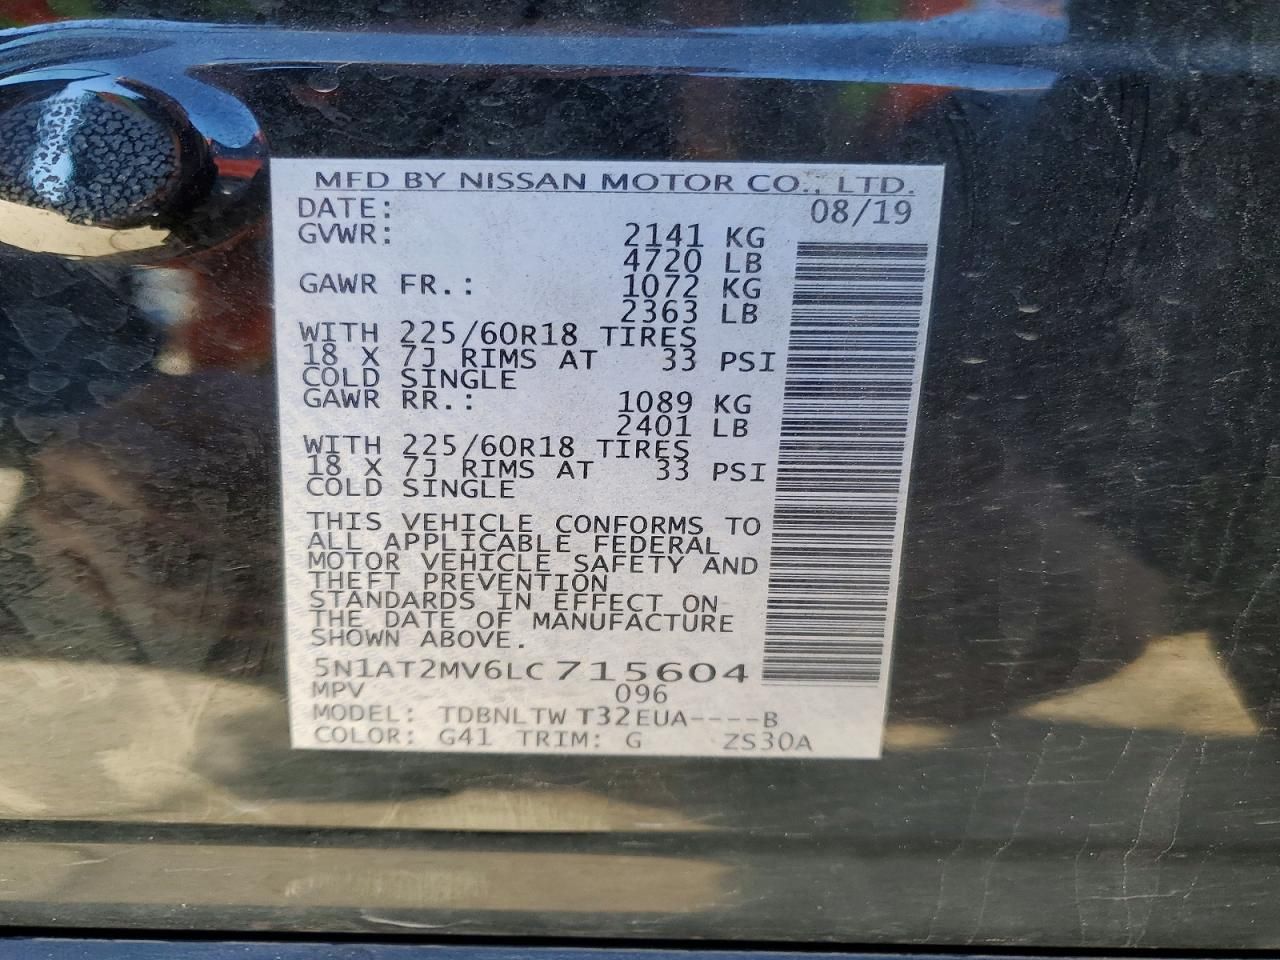 MFD BY NISSAN MOTOR CO., LTD.
DATE: 08/19
GVWR: 2141 KG
4720 LB
GAWR FR.: 1072 KG
2363 LB
WITH 225/60R18 TIRES
18 X 7J RIMS AT 33 PSI
COLD SINGLE
GAWR RR.: 1089 KG
2401 LB
WITH 225/60R18 TIRES
18 X 7J RIMS AT 33 PSI
COLD SINGLE
THIS VEHICLE CONFORMS TO
ALL APPLICABLE FEDERAL
MOTOR VEHICLE SAFETY AND
THEFT PREVENTION
STANDARDS IN EFFECT ON
THE DATE OF MANUFACTURE
SHOWN ABOVE.
5N1AT2MV6LC715604
MPV 096
MODEL: TDBNLTW T32EUA----B
COLOR: G41 TRIM: G ZS30A